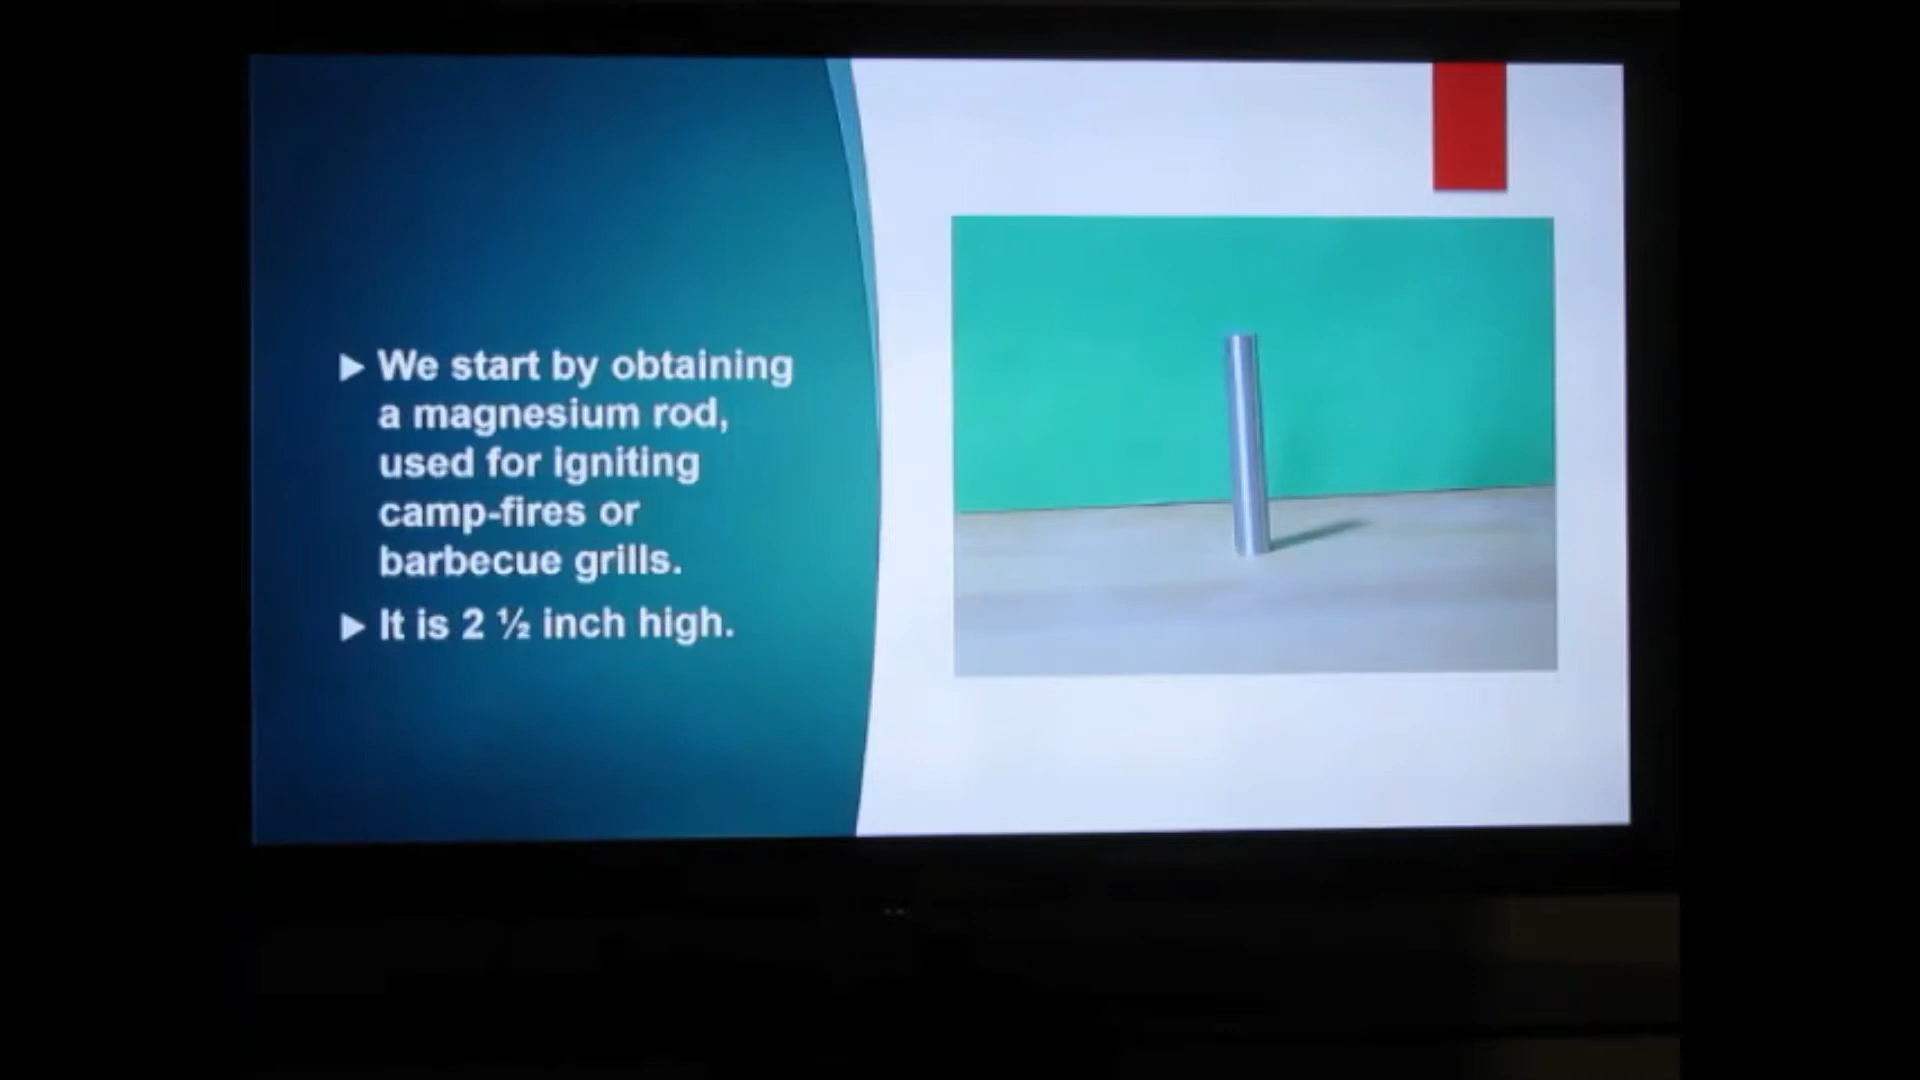 We start by obtaining
a magnesium rod,
used for igniting
camp-fires or
barbecue grills.
It is 2 ½ inch high.